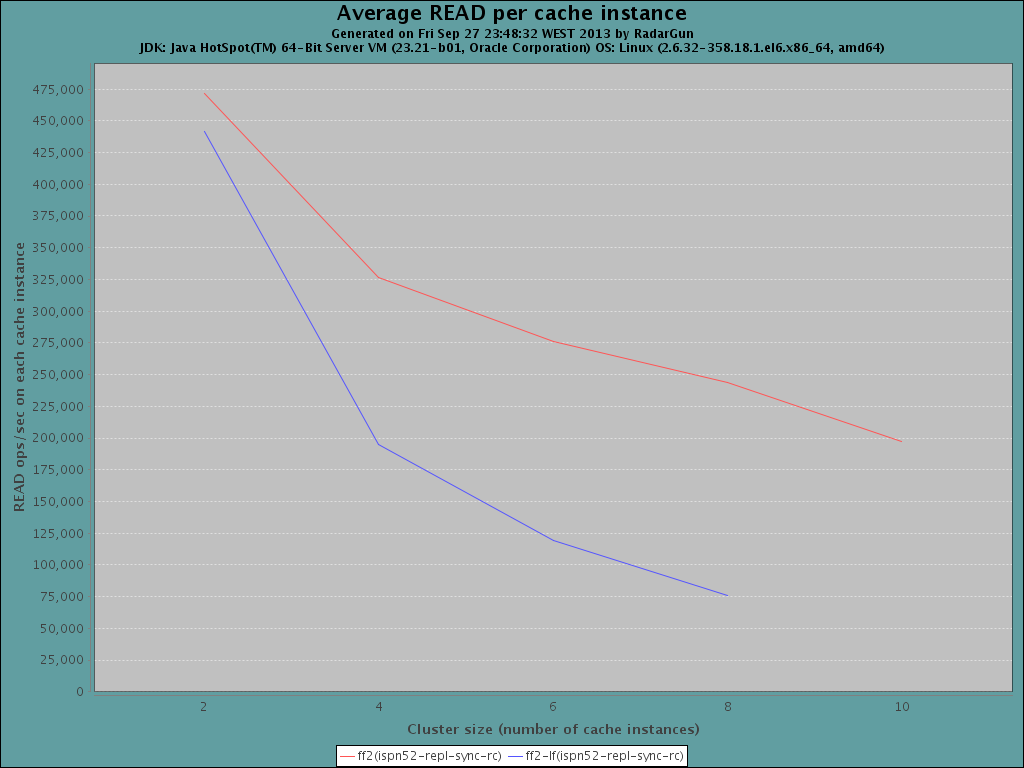 Average READ per cache instance
Generated on Fri Sep 27 23:48:32 WEST 2013 by RadarGun
JDK: Java HotSpot(TM) 64-Bit Server VM (23.21-b01, Oracle Corporation) OS: Linux (2.6.32-358.18.1.el6.x86_64, amd64)
READ ops/sec on each cache instance
475,000
450,000
425,000
400,000
375,000
350,000
325,000
300,000
275,000
250,000
225,000
200,000
175,000
150,000
125,000
100,000
75,000
50,000
25,000
0
2 4 6 8 10
Cluster size (number of cache instances)
ff2(ispn52-repl-sync-rc) ff2-lf(ispn52-repl-sync-rc)